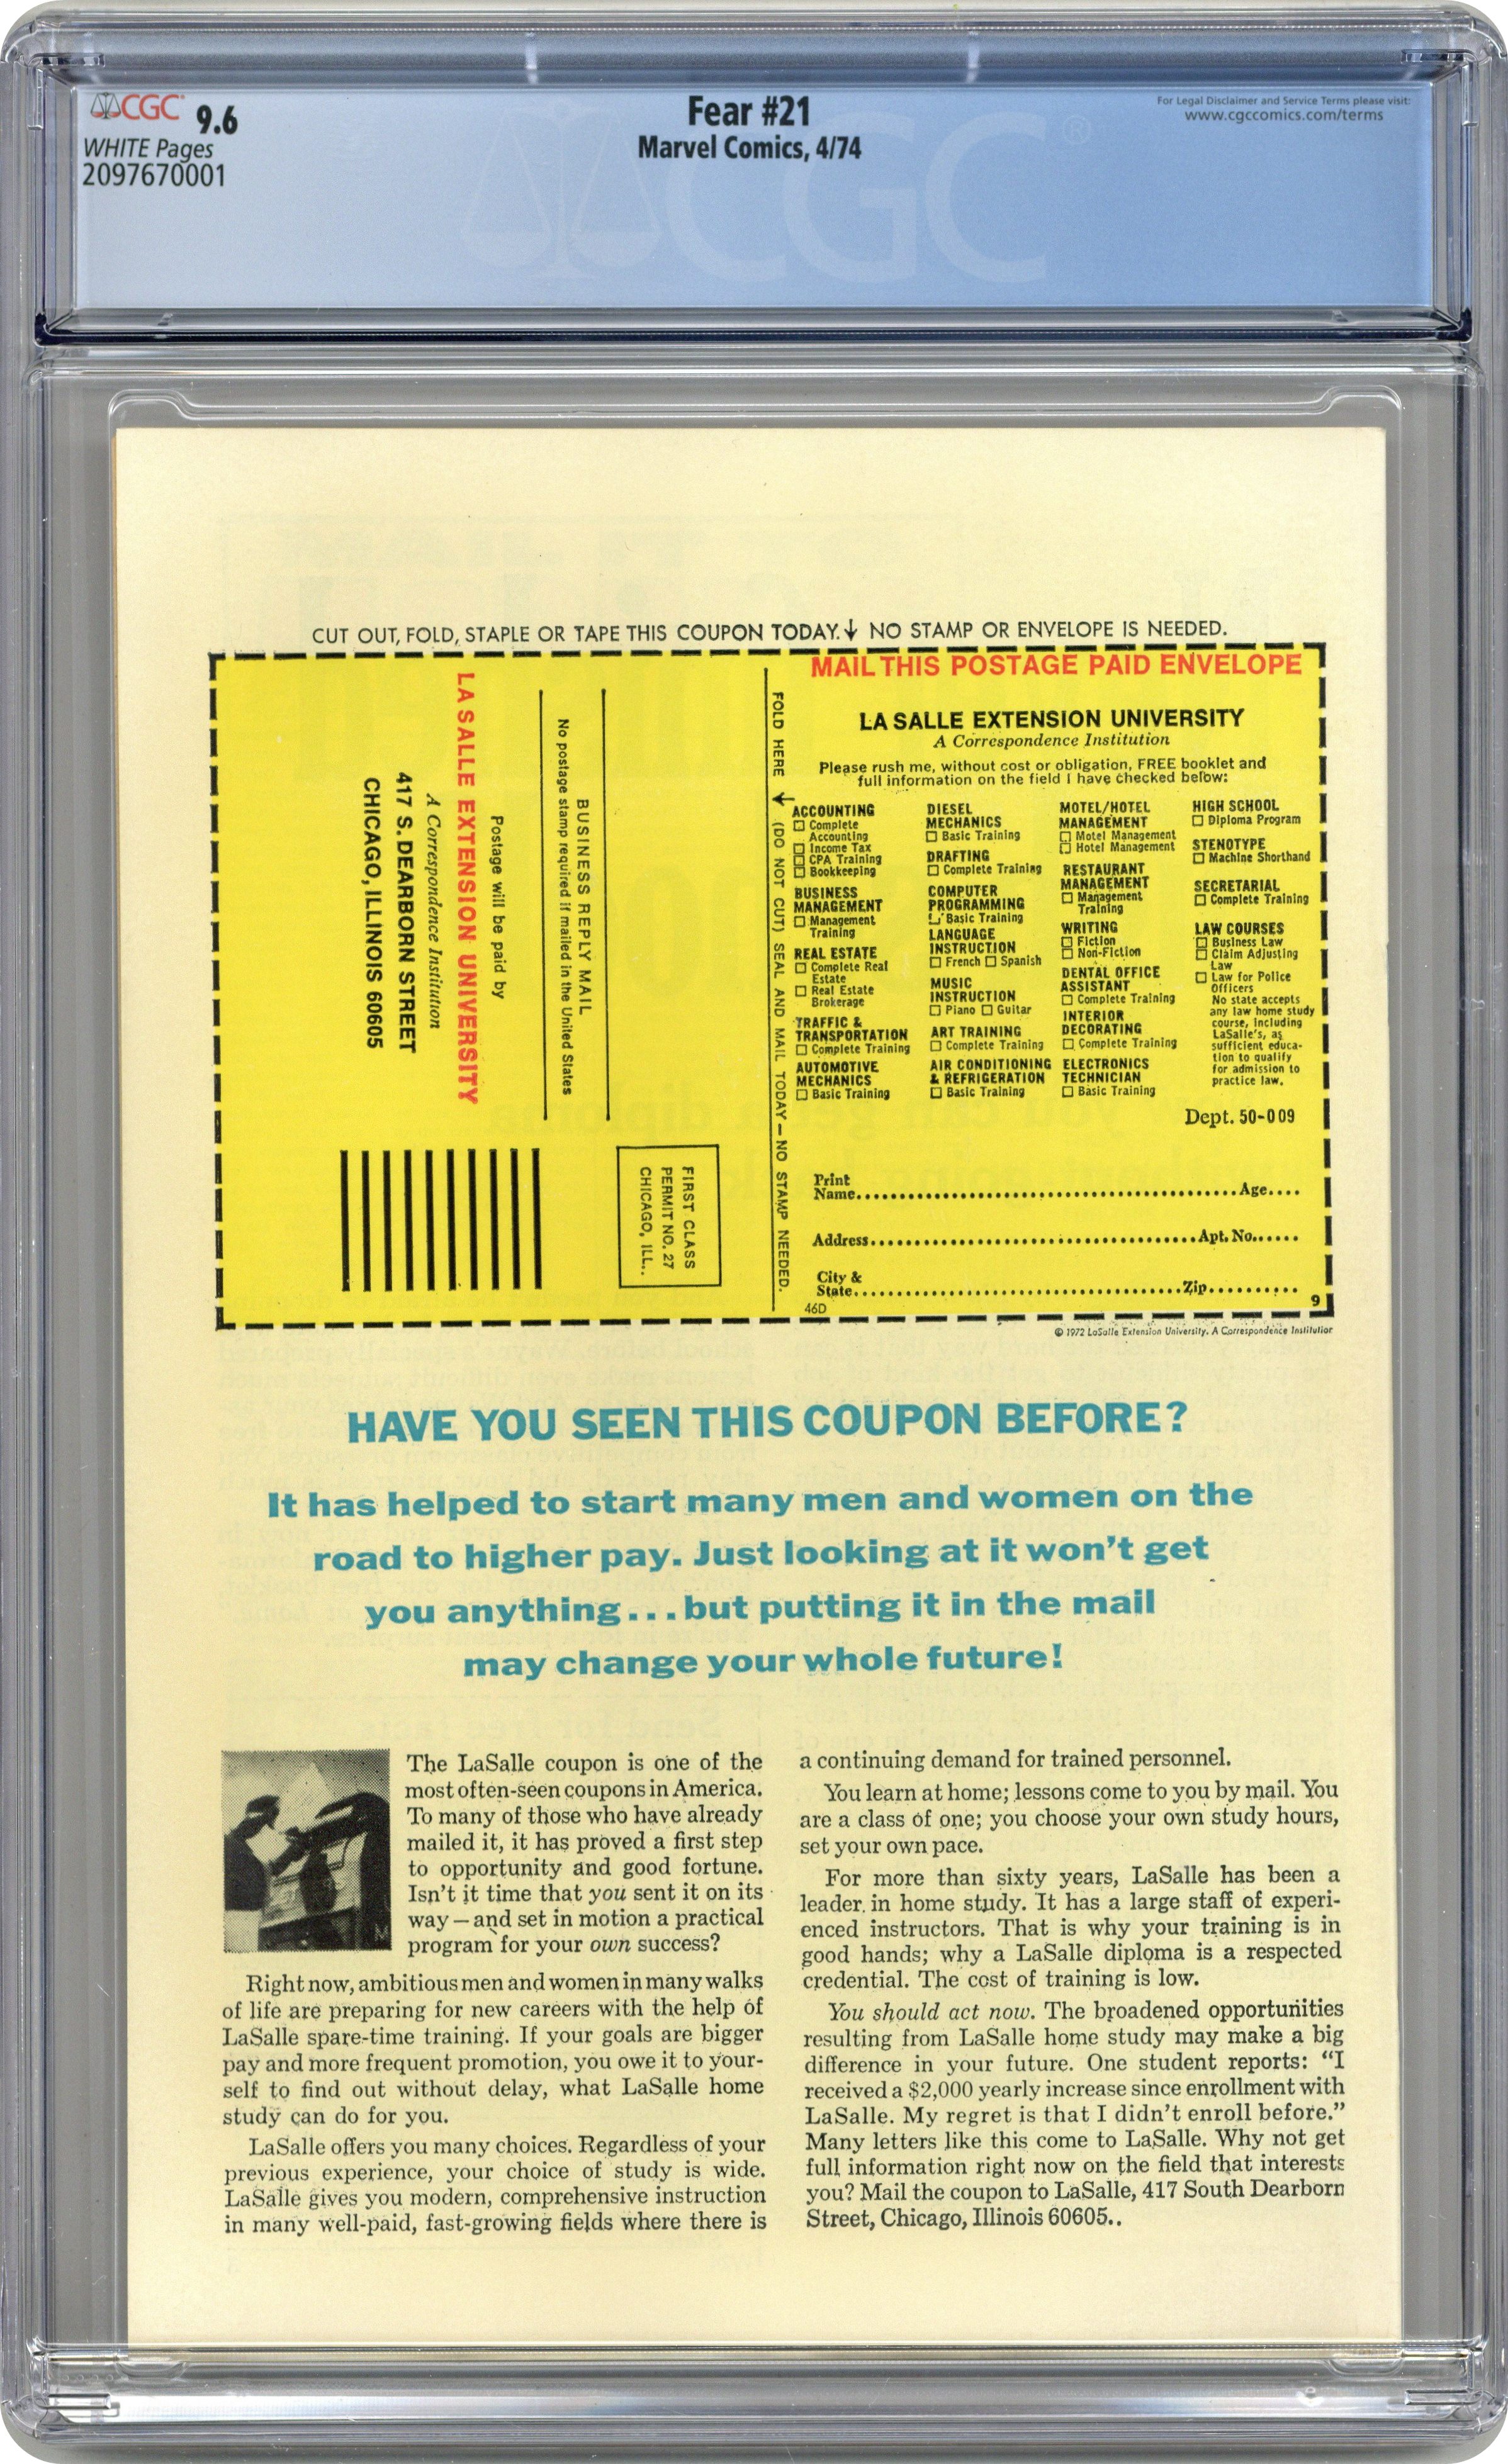 CGC 9.6
WHITE Pages
2097670001
Fear #21
Marvel Comics, 4/74
For Legal Disclaimer and Service Terms please visit:
www.cgccomics.com/terms
CGC
CUT OUT, FOLD, STAPLE OR TAPE THIS COUPON TODAY.↓ NO STAMP OR ENVELOPE IS NEEDED.
FIRST CLASS
PERMIT NO. 27
CHICAGO, ILL..
BUSINESS REPLY MAIL
No postage stamp required if mailed in the United States
Postage will be paid by
LA SALLE EXTENSION UNIVERSITY
A Correspondence Institution
417 S. DEARBORN STREET
CHICAGO, ILLINOIS 60605
FOLD HERE ↓ (DO NOT CUT) SEAL AND MAIL TODAY — NO STAMP NEEDED.
MAIL THIS POSTAGE PAID ENVELOPE
LA SALLE EXTENSION UNIVERSITY
A Correspondence Institution
Please rush me, without cost or obligation, FREE booklet and
full information on the field I have checked below:
ACCOUNTING
☐ Complete
Accounting
☐ Income Tax
☐ CPA Training
☐ Bookkeeping
BUSINESS
MANAGEMENT
☐ Management
Training
REAL ESTATE
☐ Complete Real
Estate
☐ Real Estate
Brokerage
TRAFFIC &
TRANSPORTATION
☐ Complete Training
AUTOMOTIVE
MECHANICS
☐ Basic Training
DIESEL
MECHANICS
☐ Basic Training
DRAFTING
☐ Complete Training
COMPUTER
PROGRAMMING
☐ Basic Training
LANGUAGE
INSTRUCTION
☐ French ☐ Spanish
MUSIC
INSTRUCTION
☐ Piano ☐ Guitar
ART TRAINING
☐ Complete Training
AIR CONDITIONING
& REFRIGERATION
☐ Basic Training
MOTEL/HOTEL
MANAGEMENT
☐ Motel Management
☐ Hotel Management
RESTAURANT
MANAGEMENT
☐ Management
Training
WRITING
☐ Fiction
☐ Non-Fiction
DENTAL OFFICE
ASSISTANT
☐ Complete Training
INTERIOR
DECORATING
☐ Complete Training
ELECTRONICS
TECHNICIAN
☐ Basic Training
HIGH SCHOOL
☐ Diploma Program
STENOTYPE
☐ Machine Shorthand
SECRETARIAL
☐ Complete Training
LAW COURSES
☐ Business Law
☐ Claim Adjusting
Law
☐ Law for Police
Officers
No state accepts
any law home study
course, including
LaSalle's, as
sufficient educa-
tion to qualify
for admission to
practice law.
Dept. 50-009
Print
Name.......... Age....
Address.......... Apt. No......
City &
State.......... Zip..........
46D 9
© 1972 LaSalle Extension University, A Correspondence Institution
HAVE YOU SEEN THIS COUPON BEFORE?
It has helped to start many men and women on the
road to higher pay. Just looking at it won't get
you anything...but putting it in the mail
may change your whole future!
The LaSalle coupon is one of the
most often-seen coupons in America.
To many of those who have already
mailed it, it has proved a first step
to opportunity and good fortune.
Isn't it time that you sent it on its
way — and set in motion a practical
program for your own success?
Right now, ambitious men and women in many walks
of life are preparing for new careers with the help of
LaSalle spare-time training. If your goals are bigger
pay and more frequent promotion, you owe it to your-
self to find out without delay, what LaSalle home
study can do for you.
LaSalle offers you many choices. Regardless of your
previous experience, your choice of study is wide.
LaSalle gives you modern, comprehensive instruction
in many well-paid, fast-growing fields where there is
a continuing demand for trained personnel.
You learn at home; lessons come to you by mail. You
are a class of one; you choose your own study hours,
set your own pace.
For more than sixty years, LaSalle has been a
leader in home study. It has a large staff of experi-
enced instructors. That is why your training is in
good hands; why a LaSalle diploma is a respected
credential. The cost of training is low.
You should act now. The broadened opportunities
resulting from LaSalle home study may make a big
difference in your future. One student reports: “I
received a $2,000 yearly increase since enrollment with
LaSalle. My regret is that I didn't enroll before.”
Many letters like this come to LaSalle. Why not get
full information right now on the field that interests
you? Mail the coupon to LaSalle, 417 South Dearborn
Street, Chicago, Illinois 60605..